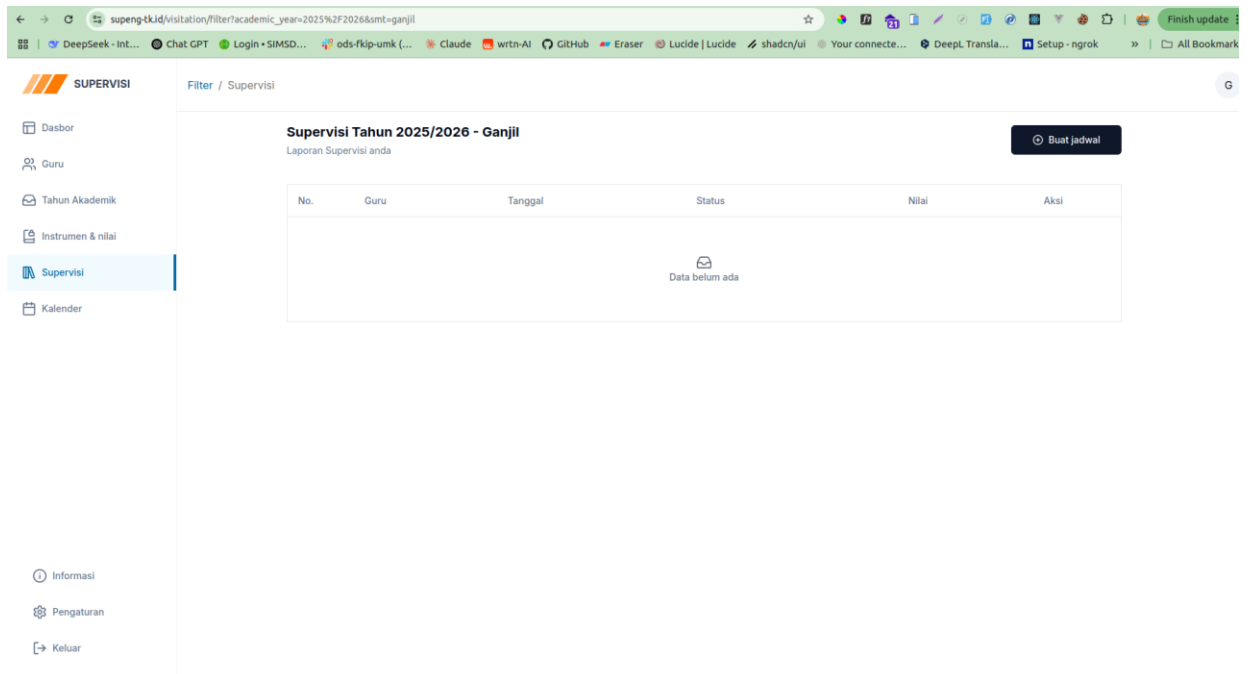 supeng-tk.id/visitation/filter?academic_year=2025%2F2026&smt=ganjil
21
Finish update
DeepSeek - Int...
Chat GPT
Login • SIMSD...
ods-fkip-umk (...
Claude
wrtn-AI
GitHub
Eraser
Lucide | Lucide
shadcn/ui
Your connecte...
DeepL Transla...
Setup - ngrok
»
All Bookmark
SUPERVISI
Filter / Supervisi
G
Dasbor
Guru
Tahun Akademik
Instrumen & nilai
Supervisi
Kalender
Supervisi Tahun 2025/2026 - Ganjil
Laporan Supervisi anda
Buat jadwal
No. Guru Tanggal Status Nilai Aksi
Data belum ada
Informasi
Pengaturan
Keluar